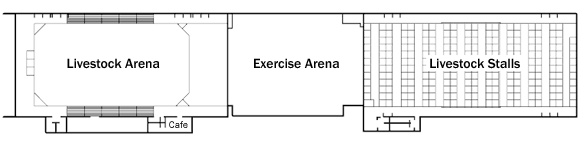 Livestock Arena
Exercise Arena
Livestock Stalls
Cafe